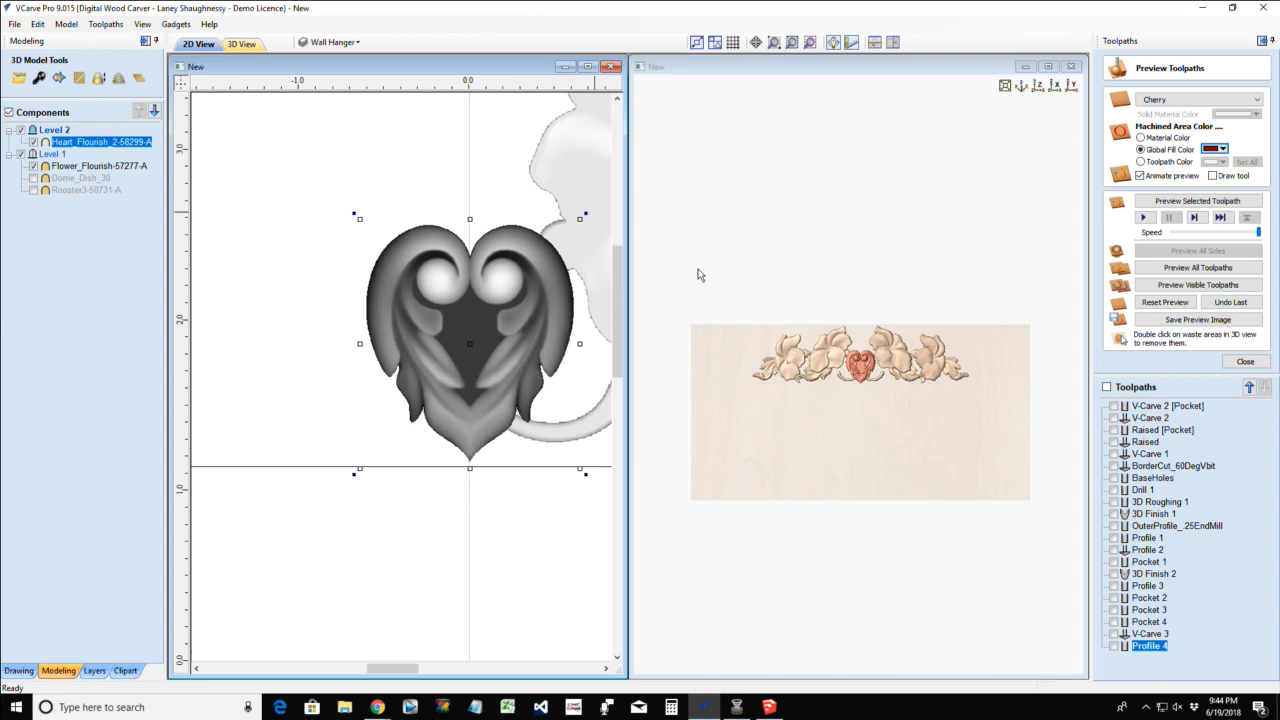 VCarve Pro 9.015 {Digital Wood Carver - Laney Shaughnessy - Demo Licence} - New
File Edit Model Toolpaths View Gadgets Help
Modeling
2D View 3D View Wall Hanger
Toolpaths
3D Model Tools
New
New
Preview Toolpaths
-1.0 0.0
Cherry
Solid Material Color
Components
Machined Area Color ....
Level 2
Material Color
Heart_Flourish_2-58299-A
Global Fill Color
Level 1
Toolpath Color Set All
Flower_Flourish-57277-A
Animate preview Draw tool
Dome_Dish_30
Rooster3-60731-A
3.0
Preview Selected Toolpath
Speed
Preview All Sides
Preview All Toolpaths
Preview Visible Toolpaths
Reset Preview Undo Last
2.0
Save Preview Image
Double click on waste areas in 3D view
to remove them.
Close
Toolpaths
V-Carve 2 [Pocket]
V-Carve 2
Raised [Pocket]
Raised
V-Carve 1
BorderCut_60DegVbit
BaseHoles
1.0
Drill 1
3D Roughing 1
3D Finish 1
OuterProfile_.25EndMill
Profile 1
Profile 2
Pocket 1
3D Finish 2
Profile 3
Pocket 2
Pocket 3
Pocket 4
V-Carve 3
Profile 4
0.0
Drawing Modeling Layers Clipart
Ready
Type here to search
9:44 PM
6/19/2018
2